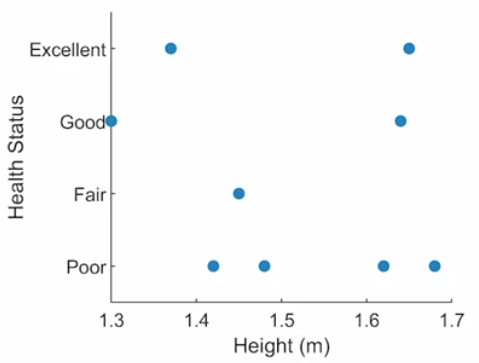 Excellent
Good
Fair
Poor
Health Status
1.3 1.4 1.5 1.6 1.7
Height (m)